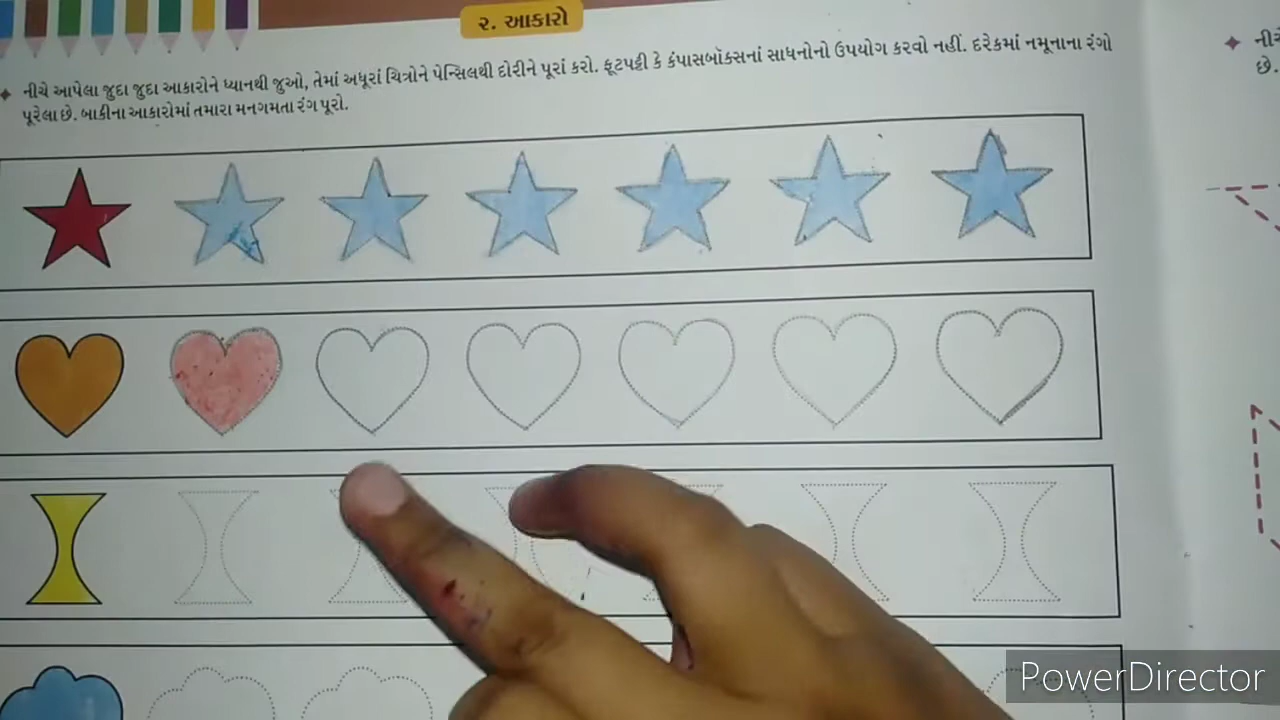 ૨. આકારો
નીચે આપેલા જુદા જુદા આકારોને ધ્યાનથી જુઓ, તેમાં અધૂરાં ચિત્રોને પેન્સિલથી દોરીને પૂરાં કરો. ફૂટપટ્ટી કે કંપાસબૉક્સનાં સાધનોનો ઉપયોગ કરવો નહીં. દરેકમાં નમૂનાના રંગો
પૂરેલા છે. બાકીના આકારોમાં તમારા મનગમતા રંગ પૂરો.
છે.
PowerDirector